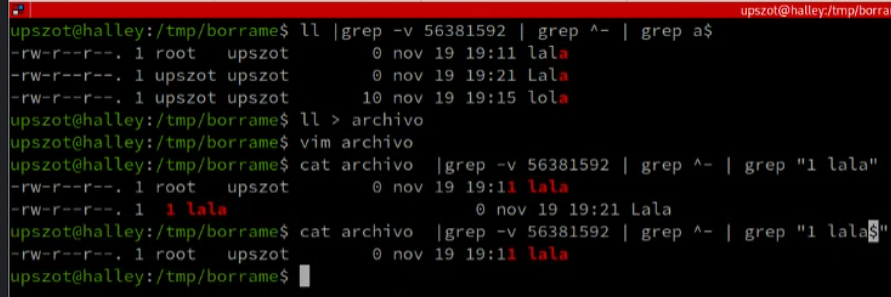 upszot@halley:/tmp/borra
upszot@halley:/tmp/borrame$ ll |grep -v 56381592 | grep ^- | grep a$
-rw-r--r--. 1 root   upszot         0 nov 19 19:11 lala
-rw-r--r--. 1 upszot upszot         0 nov 19 19:21 Lala
-rw-r--r--. 1 upszot upszot        10 nov 19 19:15 lola
upszot@halley:/tmp/borrame$ ll > archivo
upszot@halley:/tmp/borrame$ vim archivo
upszot@halley:/tmp/borrame$ cat archivo  |grep -v 56381592 | grep ^- | grep "1 lala"
-rw-r--r--. 1 root   upszot         0 nov 19 19:11 lala
-rw-r--r--. 1  1 lala                         0 nov 19 19:21 Lala
upszot@halley:/tmp/borrame$ cat archivo  |grep -v 56381592 | grep ^- | grep "1 lala$"
-rw-r--r--. 1 root   upszot         0 nov 19 19:11 lala
upszot@halley:/tmp/borrame$